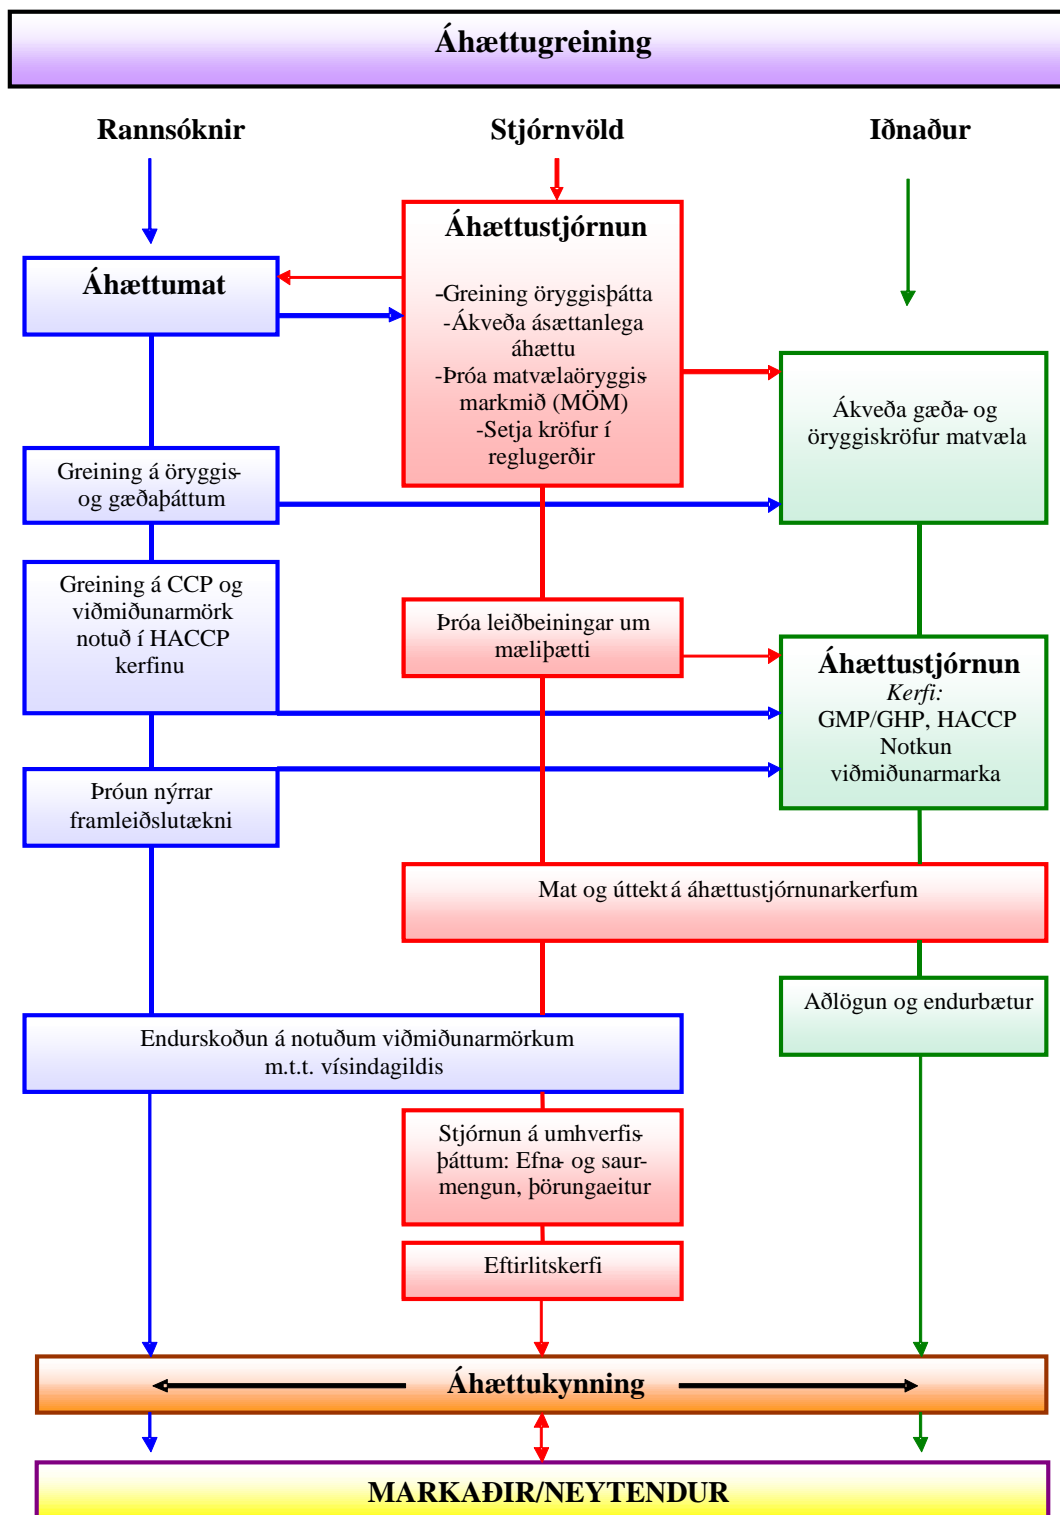 Áhættugreining
Rannsóknir
Stjórnvöld
Iðnaður
Áhættumat
Áhættustjórnun
-Greining öryggisþátta
-Ákveða ásættanlega
áhættu
-Þróa matvælaöryggis-
markmið (MÖM)
-Setja kröfur í
reglugerðir
Ákveða gæða- og
öryggiskröfur matvæla
Greining á öryggis-
og gæðaþáttum
Greining á CCP og
viðmiðunarmörk
notuð í HACCP
kerfinu
Þróa leiðbeiningar um
mæliþætti
Áhættustjórnun
Kerfi:
GMP/GHP, HACCP
Notkun
viðmiðunarmarka
Þróun nýrrar
framleiðslutækni
Mat og úttekt á áhættustjórnunarkerfum
Aðlögun og endurbætur
Endurskoðun á notuðum viðmiðunarmörkum
m.t.t. vísindagildis
Stjórnun á umhverfis-
þáttum: Efna- og saur-
mengun, þörungaeitur
Eftirlitskerfi
Áhættukynning
MARKAÐIR/NEYTENDUR